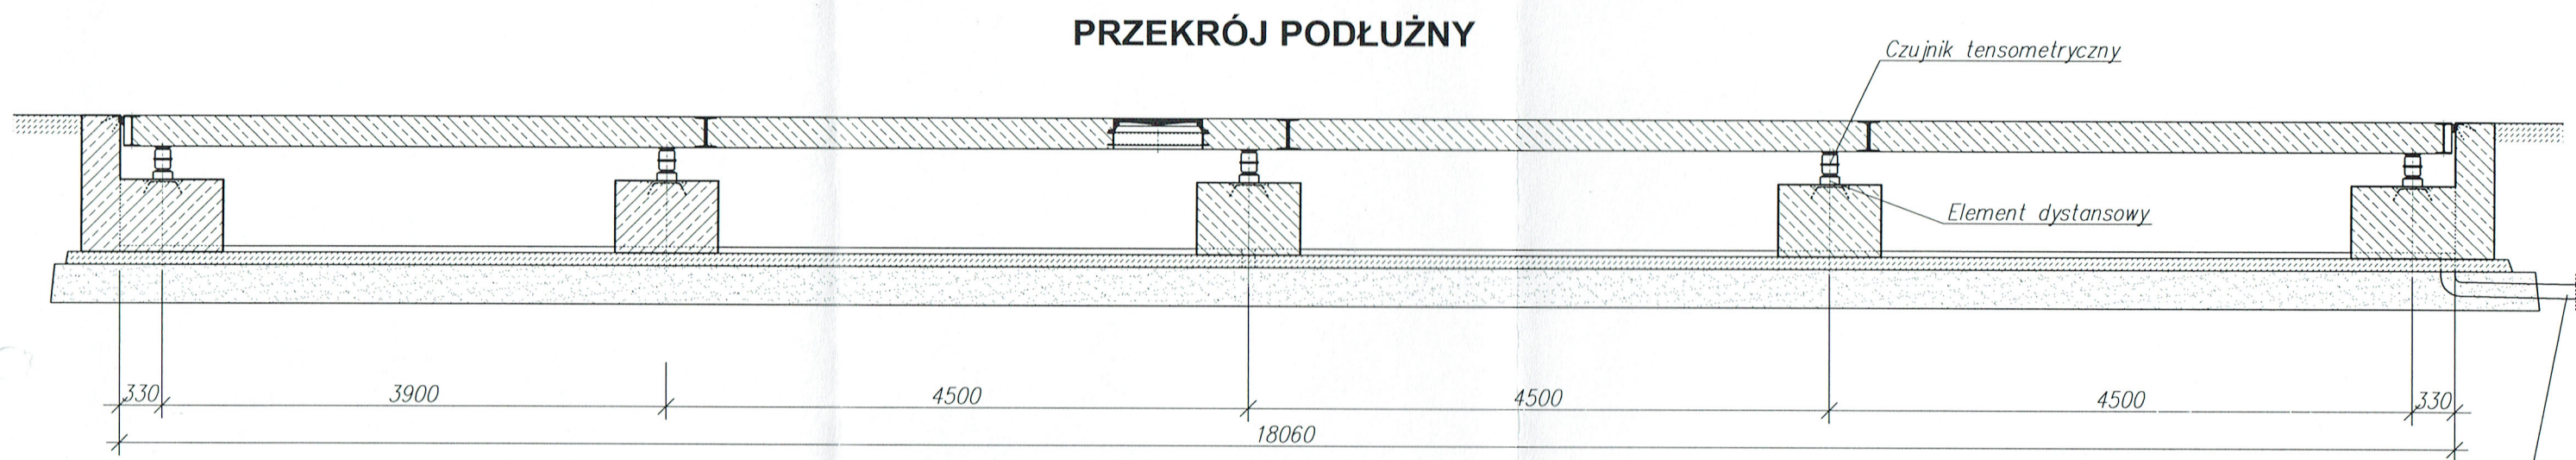 PRZEKRÓJ PODŁUŻNY
Czujnik tensometryczny
Element dystansowy
330 3900 4500 4500 4500 330
18060